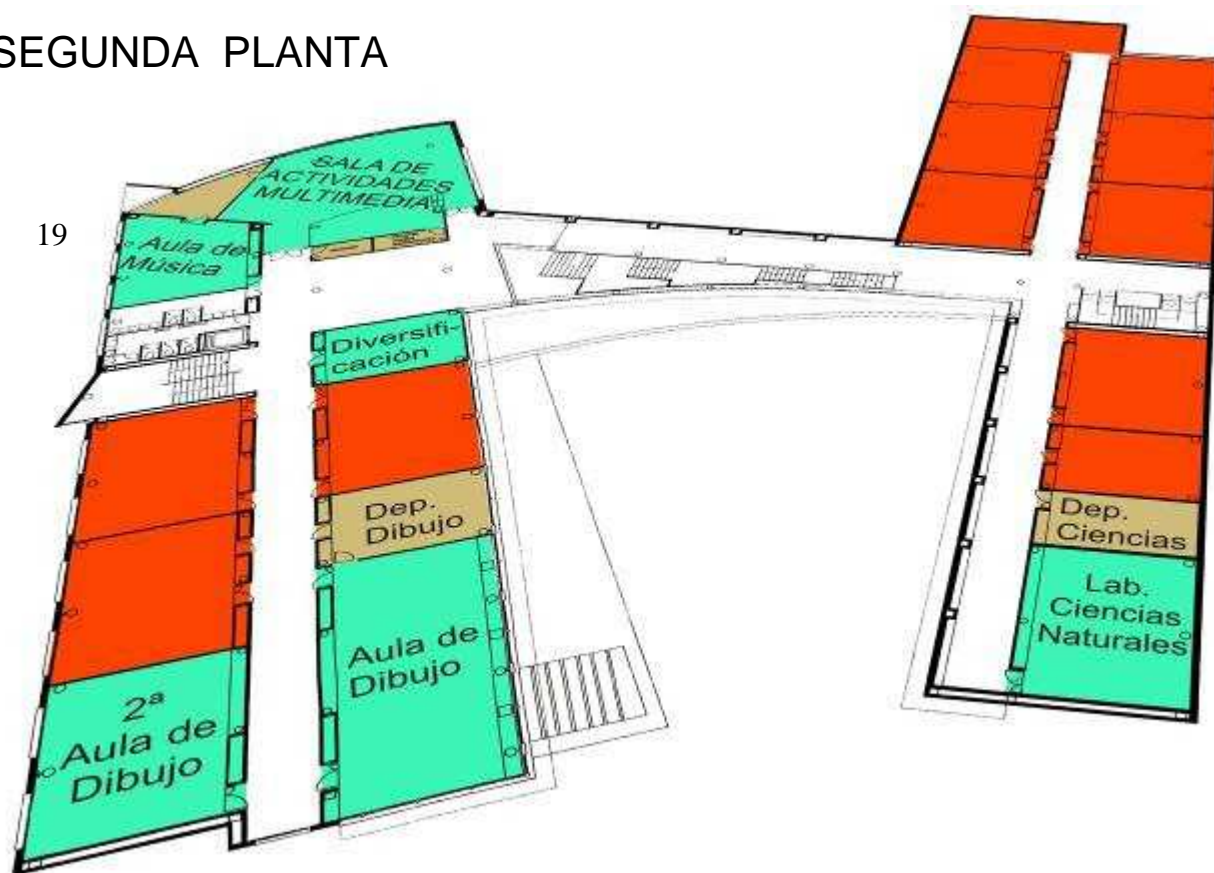 SEGUNDA PLANTA
SALA DE
ACTIVIDADES
MULTIMEDIA
19
Aula de
Música
Diversifi-
cación
Dep.
Dibujo
Dep.
Ciencias
Lab.
Ciencias
Naturales
Aula de
Dibujo
2ª
Aula de
Dibujo